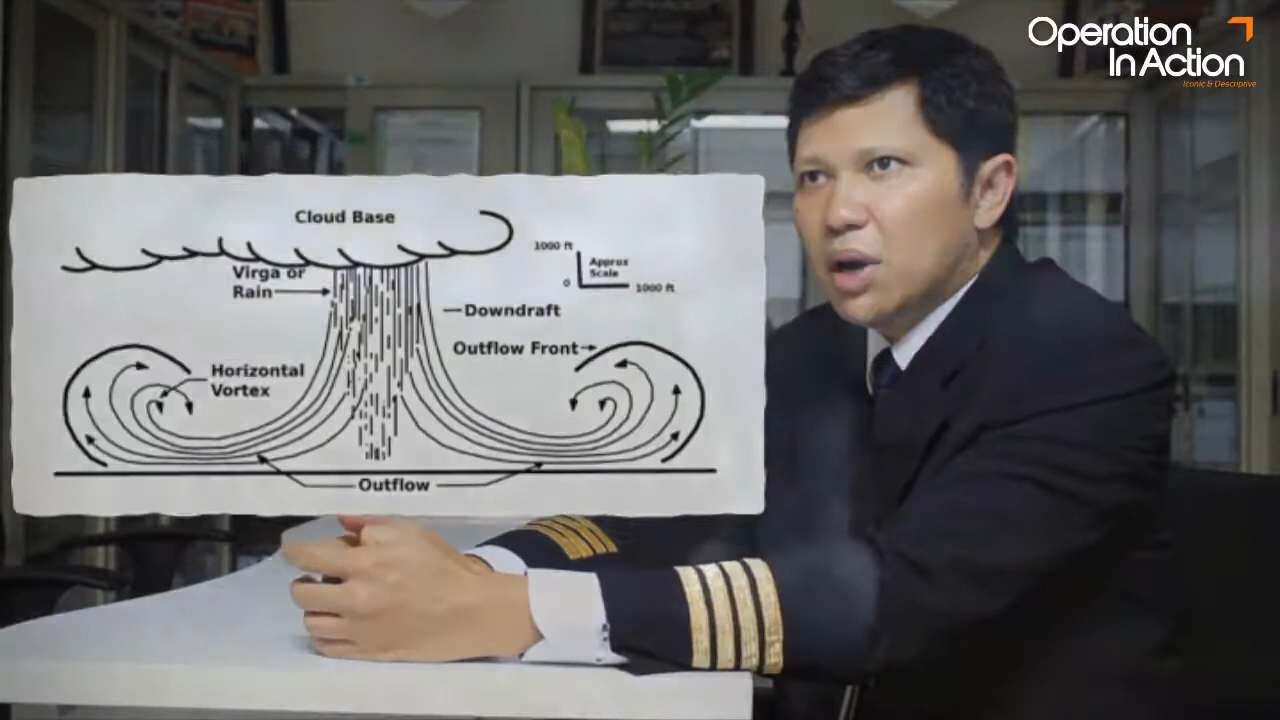 Operation
In Action
Iconic & Descriptive
Cloud Base
1000 ft
Approx
Scale
0
1000 ft
Virga or
Rain
Downdraft
Outflow Front
Horizontal
Vortex
Outflow